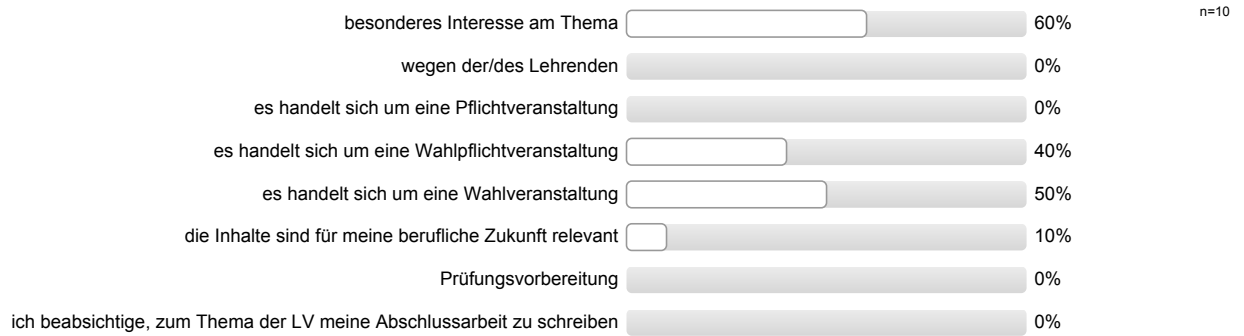 n=10
besonderes Interesse am Thema 60%
wegen der/des Lehrenden 0%
es handelt sich um eine Pflichtveranstaltung 0%
es handelt sich um eine Wahlpflichtveranstaltung 40%
es handelt sich um eine Wahlveranstaltung 50%
die Inhalte sind für meine berufliche Zukunft relevant 10%
Prüfungsvorbereitung 0%
ich beabsichtige, zum Thema der LV meine Abschlussarbeit zu schreiben 0%